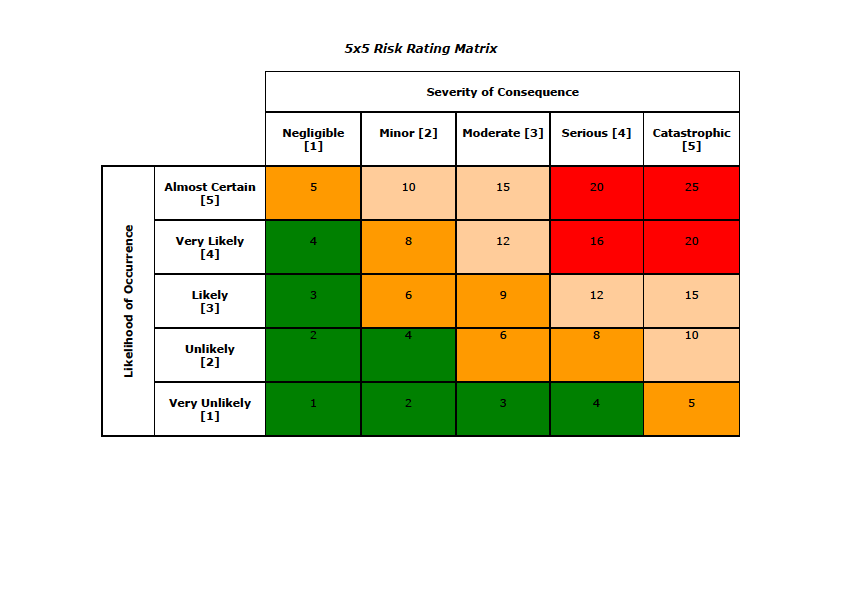 5x5 Risk Rating Matrix
Severity of Consequence
Negligible
[1]
Minor [2]
Moderate [3]
Serious [4]
Catastrophic
[5]
Likelihood of Occurrence
Almost Certain
[5]
5 10 15 20 25
Very Likely
[4]
4 8 12 16 20
Likely
[3]
3 6 9 12 15
Unlikely
[2]
2 4 6 8 10
Very Unlikely
[1]
1 2 3 4 5